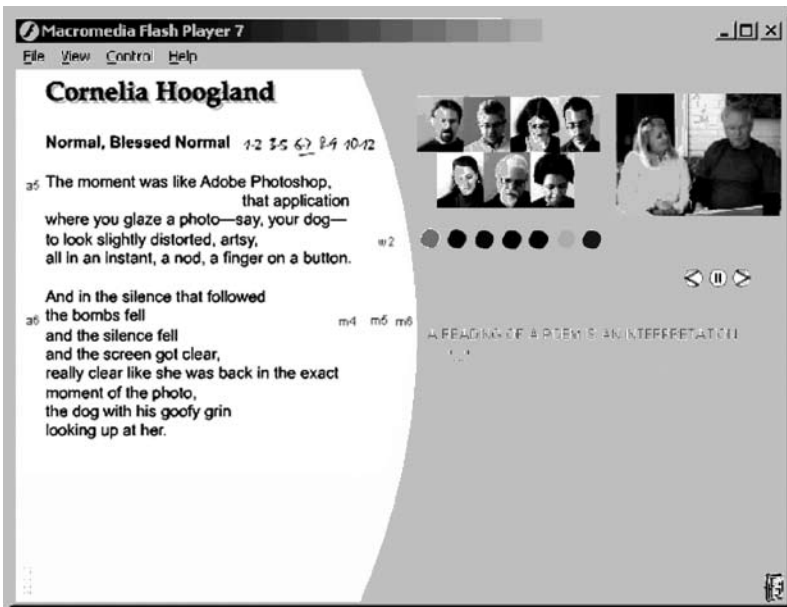 Macromedia Flash Player 7
File View Control Help
Cornelia Hoogland
Normal, Blessed Normal 1-2 3-5 6-7 8-9 10-12
a5 The moment was like Adobe Photoshop,
that application
where you glaze a photo—say, your dog—
to look slightly distorted, artsy,
w2
all in an instant, a nod, a finger on a button.
And in the silence that followed
a6 the bombs fell
m4 m5 m6
and the silence fell
and the screen got clear,
really clear like she was back in the exact
moment of the photo,
the dog with his goofy grin
looking up at her.
A READING OF A POEM IS AN INTERPRETATION